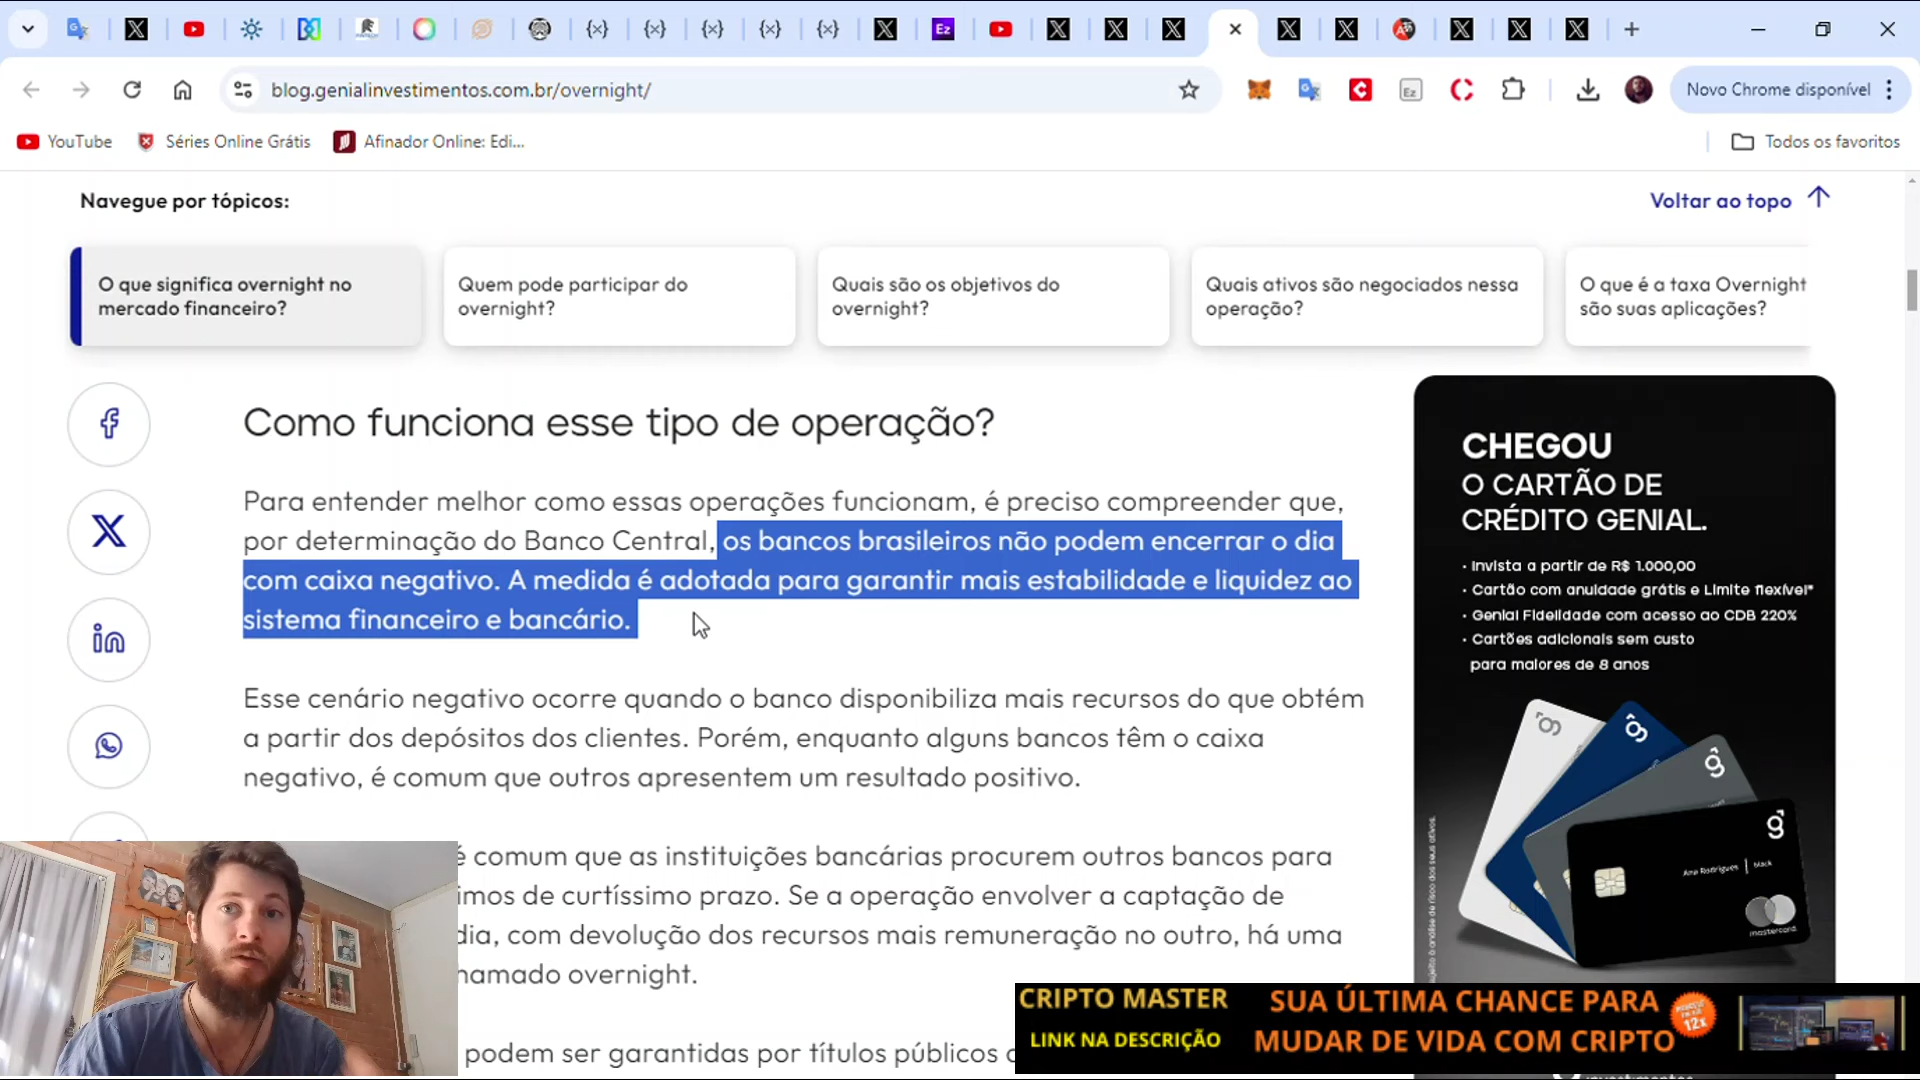 blog.genialinvestimentos.com.br/overnight/
Novo Chrome disponível
YouTube
Séries Online Grátis
Afinador Online: Edi...
Todos os favoritos
Navegue por tópicos:
Voltar ao topo
O que significa overnight no
mercado financeiro?
Quem pode participar do
overnight?
Quais são os objetivos do
overnight?
Quais ativos são negociados nessa
operação?
O que é a taxa Overnight
são suas aplicações?
Como funciona esse tipo de operação?
Para entender melhor como essas operações funcionam, é preciso compreender que,
por determinação do Banco Central, os bancos brasileiros não podem encerrar o dia
com caixa negativo. A medida é adotada para garantir mais estabilidade e liquidez ao
sistema financeiro e bancário.
Esse cenário negativo ocorre quando o banco disponibiliza mais recursos do que obtém
a partir dos depósitos dos clientes. Porém, enquanto alguns bancos têm o caixa
negativo, é comum que outros apresentem um resultado positivo.
é comum que as instituições bancárias procurem outros bancos para
imos de curtíssimo prazo. Se a operação envolver a captação de
dia, com devolução dos recursos mais remuneração no outro, há uma
hamado overnight.
podem ser garantidas por títulos públicos
CHEGOU
O CARTÃO DE
CRÉDITO GENIAL.
• Invista a partir de R$ 1.000,00
• Cartão com anuidade grátis e Limite flexível*
• Genial Fidelidade com acesso ao CDB 220%
• Cartões adicionais sem custo
para maiores de 8 anos
Ana Rodrigues | black
mastercard
CRIPTO MASTER
LINK NA DESCRIÇÃO
SUA ÚLTIMA CHANCE PARA
MUDAR DE VIDA COM CRIPTO
12x
investimentos